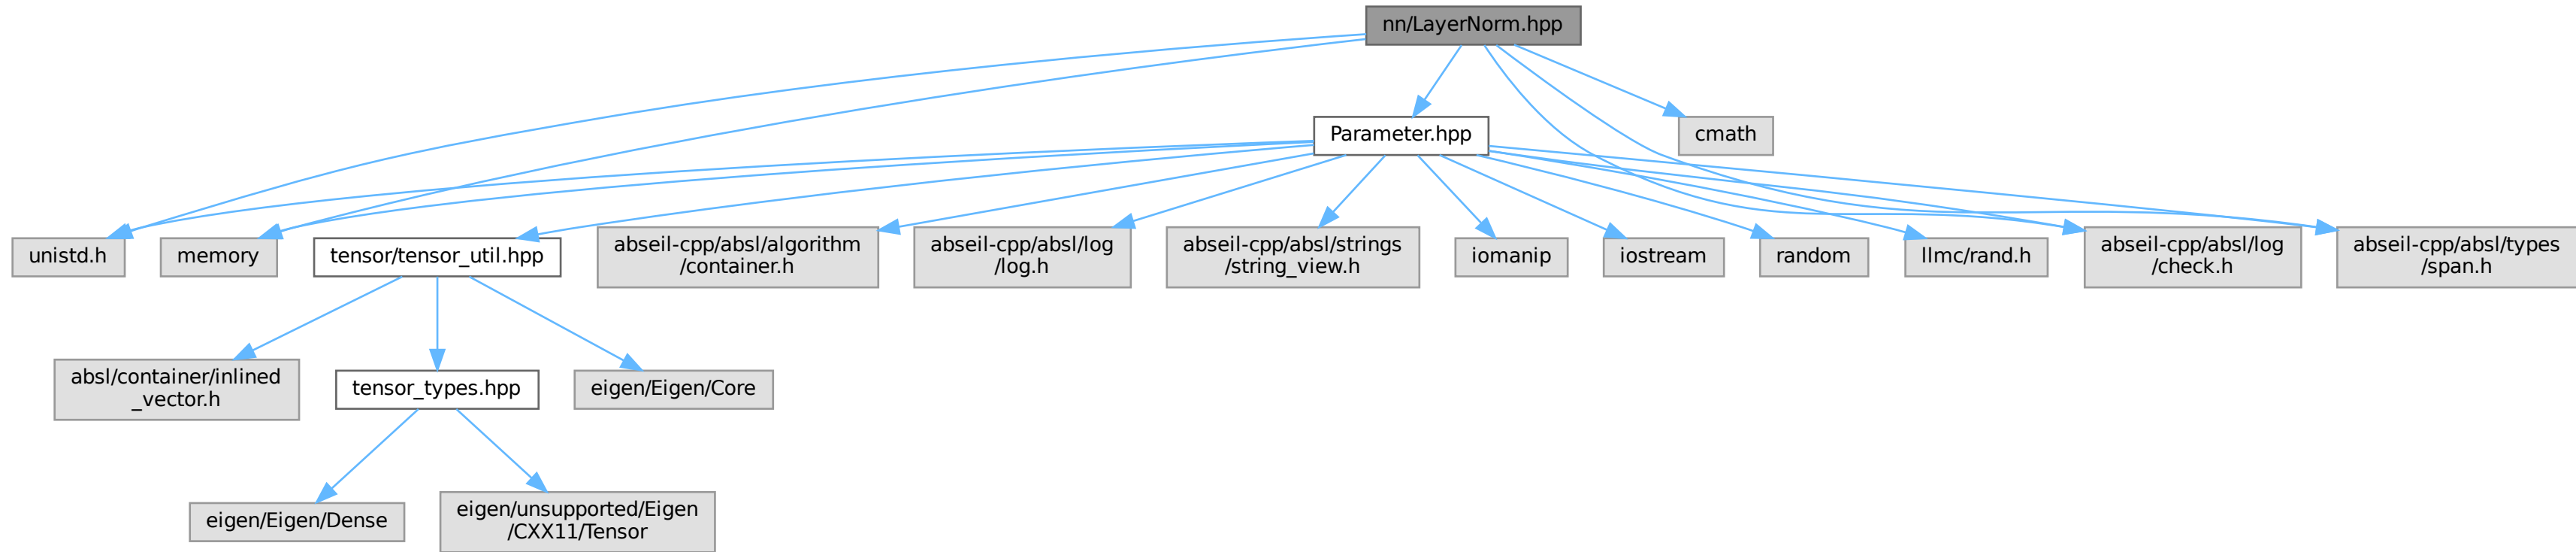 nn/LayerNorm.hpp
Parameter.hpp
cmath
unistd.h
memory
tensor/tensor_util.hpp
abseil-cpp/absl/algorithm
/container.h
abseil-cpp/absl/log
/log.h
abseil-cpp/absl/strings
/string_view.h
iomanip
iostream
random
llmc/rand.h
abseil-cpp/absl/log
/check.h
abseil-cpp/absl/types
/span.h
absl/container/inlined
_vector.h
tensor_types.hpp
eigen/Eigen/Core
eigen/Eigen/Dense
eigen/unsupported/Eigen
/CXX11/Tensor